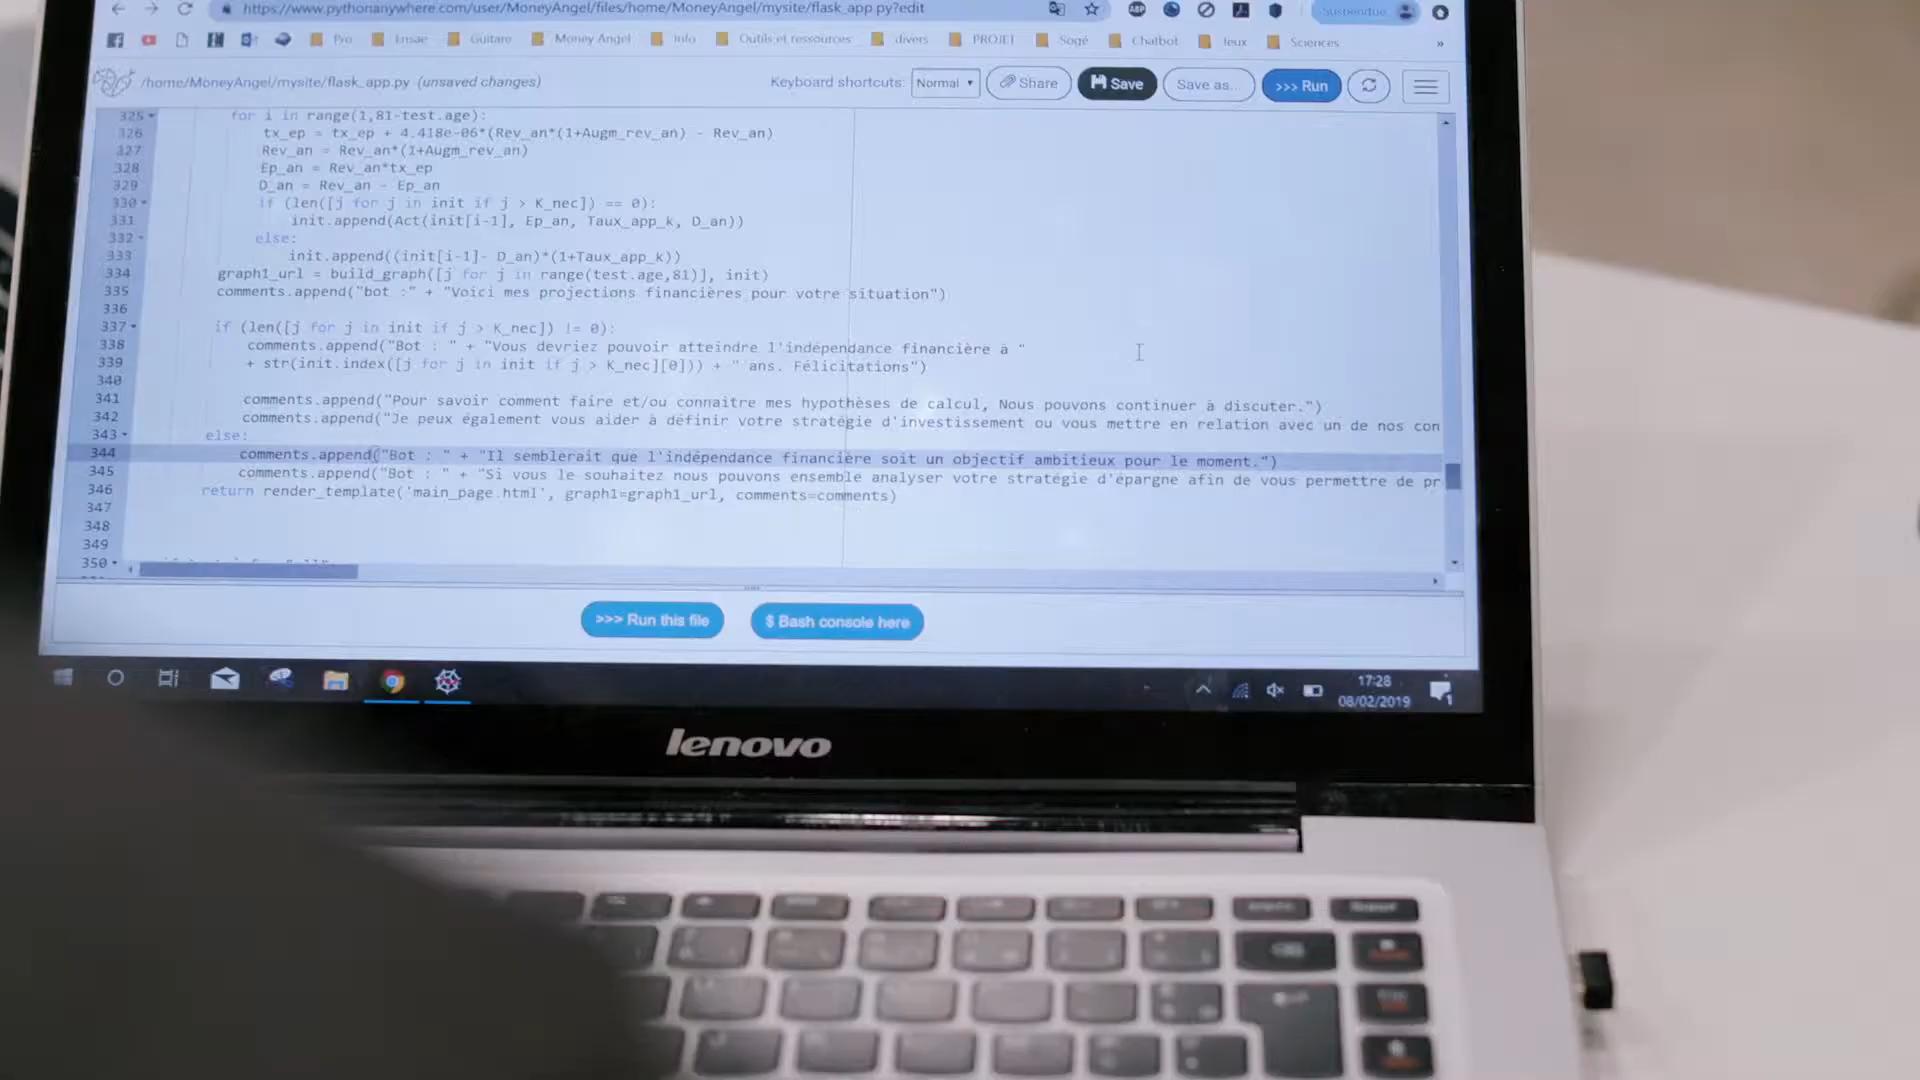 https://www.pythonanywhere.com/user/MoneyAngel/files/home/MoneyAngel/mysite/flask_app.py?edit
Suspendue
Pro Ensae Guitare Money Angel Info Outils et ressources divers PROJET Sogé Chatbot Jeux Sciences »
/home/MoneyAngel/mysite/flask_app.py (unsaved changes) Keyboard shortcuts: Normal Share Save Save as... >>> Run
325 for i in range(1,81-test.age):
326 tx_ep = tx_ep + 4.418e-06*(Rev_an*(1+Augm_rev_an) - Rev_an)
327 Rev_an = Rev_an*(1+Augm_rev_an)
328 Ep_an = Rev_an*tx_ep
329 D_an = Rev_an - Ep_an
330 if (len([j for j in init if j > K_nec]) == 0):
331 init.append(Act(init[i-1], Ep_an, Taux_app_k, D_an))
332 else:
333 init.append((init[i-1]- D_an)*(1+Taux_app_k))
334 graph1_url = build_graph([j for j in range(test.age,81)], init)
335 comments.append("bot :" + "Voici mes projections financières pour votre situation")
336
337 if (len([j for j in init if j > K_nec]) != 0):
338 comments.append("Bot : " + "Vous devriez pouvoir atteindre l'indépendance financière à "
339 + str(init.index([j for j in init if j > K_nec][0])) + " ans. Félicitations")
340
341 comments.append("Pour savoir comment faire et/ou connaitre mes hypothèses de calcul, Nous pouvons continuer à discuter.")
342 comments.append("Je peux également vous aider à définir votre stratégie d'investissement ou vous mettre en relation avec un de nos con
343 else:
344 comments.append("Bot : " + "Il semblerait que l'indépendance financière soit un objectif ambitieux pour le moment.")
345 comments.append("Bot : " + "Si vous le souhaitez nous pouvons ensemble analyser votre stratégie d'épargne afin de vous permettre de pr
346 return render_template('main_page.html', graph1=graph1_url, comments=comments)
347
348
349
350
>>> Run this file $ Bash console here
17:28
08/02/2019
lenovo